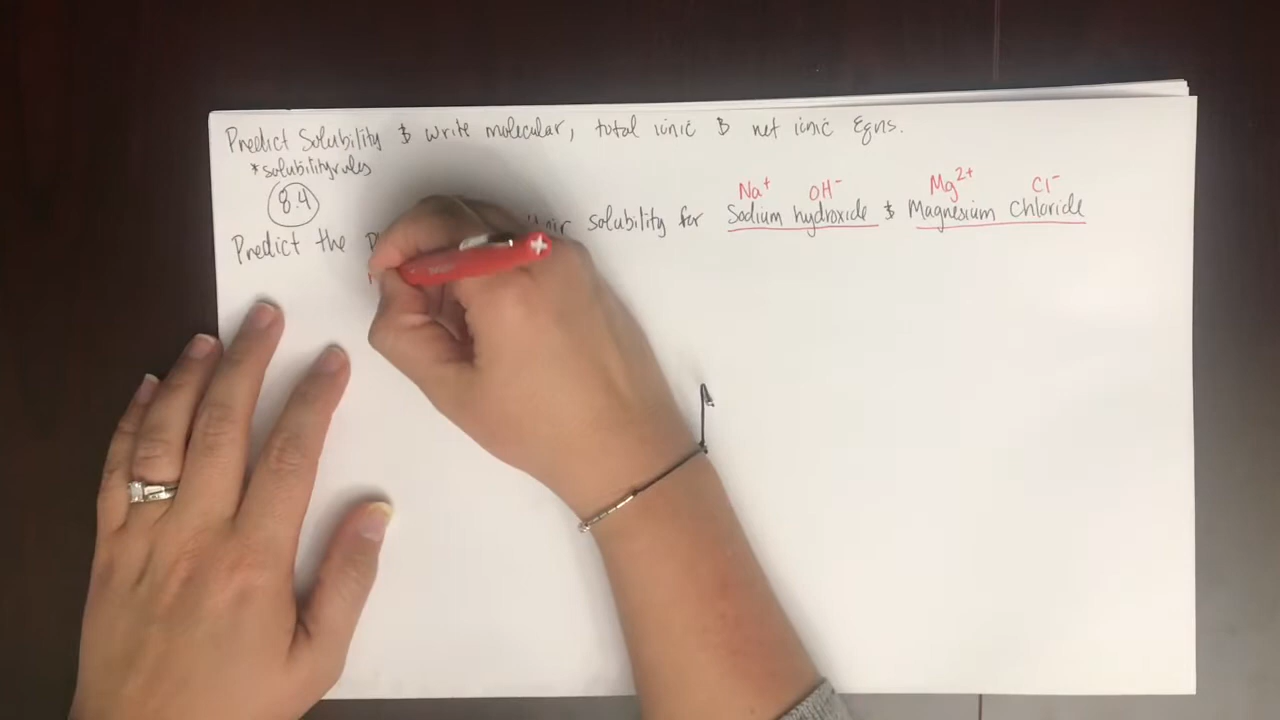 Predict Solubility & write molecular, total ionic & net ionic Eqns.
*solubility rules
8.4
Na⁺ OH⁻ Mg²⁺ Cl⁻
Predict the solubility for Sodium hydroxide & Magnesium Chloride